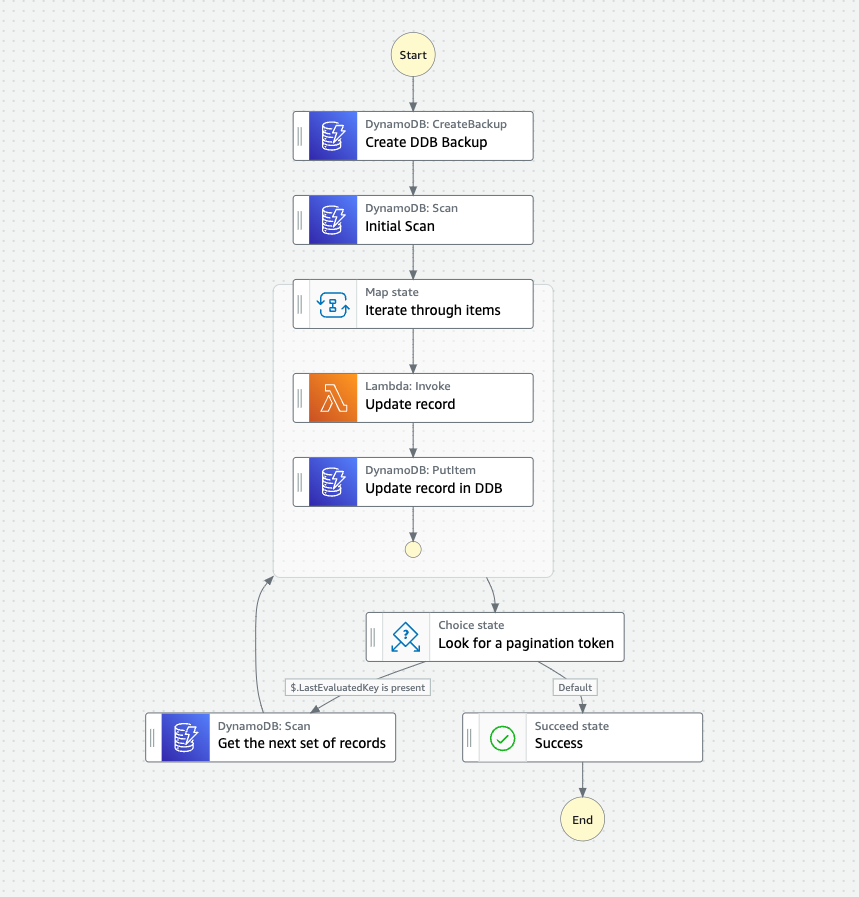 Start
DynamoDB: CreateBackup
Create DDB Backup
DynamoDB: Scan
Initial Scan
Map state
Iterate through items
Lambda: Invoke
Update record
DynamoDB: PutItem
Update record in DDB
Choice state
?
Look for a pagination token
$.LastEvaluatedKey is present
Default
DynamoDB: Scan
Get the next set of records
Succeed state
Success
End